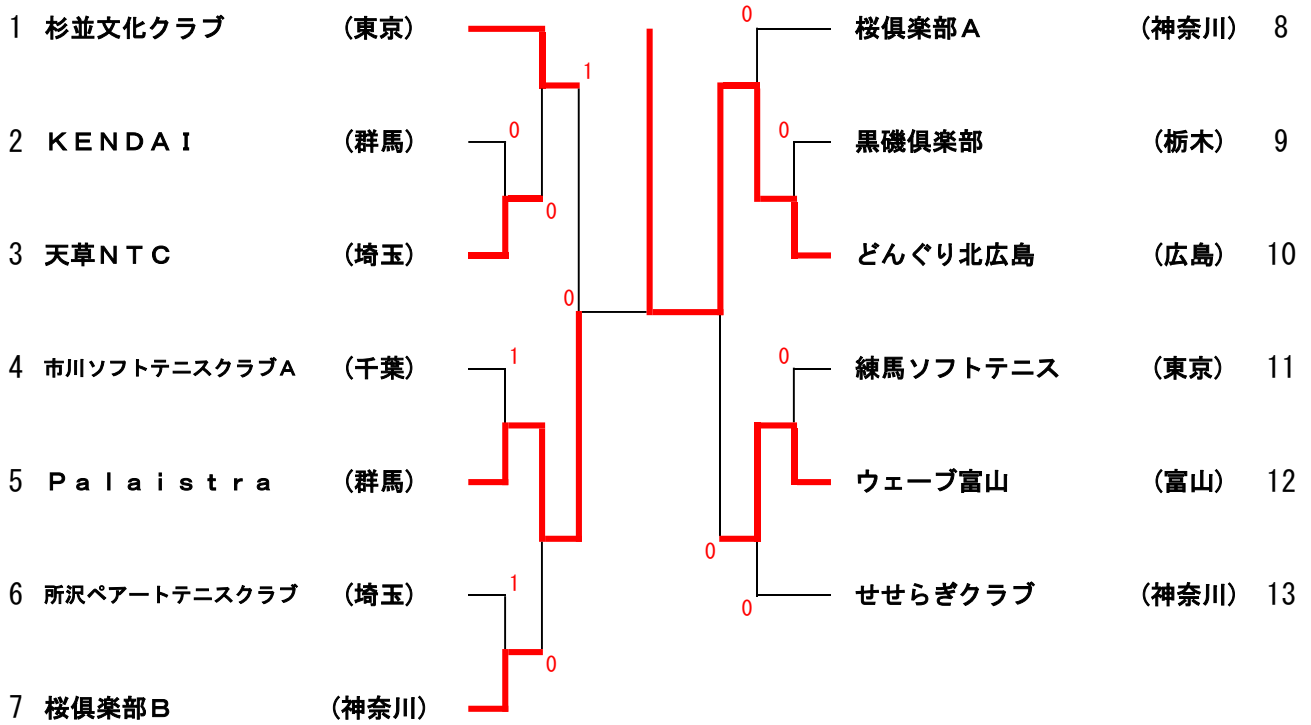 1 杉並文化クラブ (東京)
2 ＫＥＮＤＡＩ (群馬)
3 天草ＮＴＣ (埼玉)
4 市川ソフトテニスクラブＡ (千葉)
5 Ｐａｌａｉｓｔｒａ (群馬)
6 所沢ペアートテニスクラブ (埼玉)
7 桜倶楽部Ｂ (神奈川)
1
0
0
0
1
1
0
0
0
0
0
0
桜倶楽部Ａ (神奈川) 8
黒磯倶楽部 (栃木) 9
どんぐり北広島 (広島) 10
練馬ソフトテニス (東京) 11
ウェーブ富山 (富山) 12
せせらぎクラブ (神奈川) 13